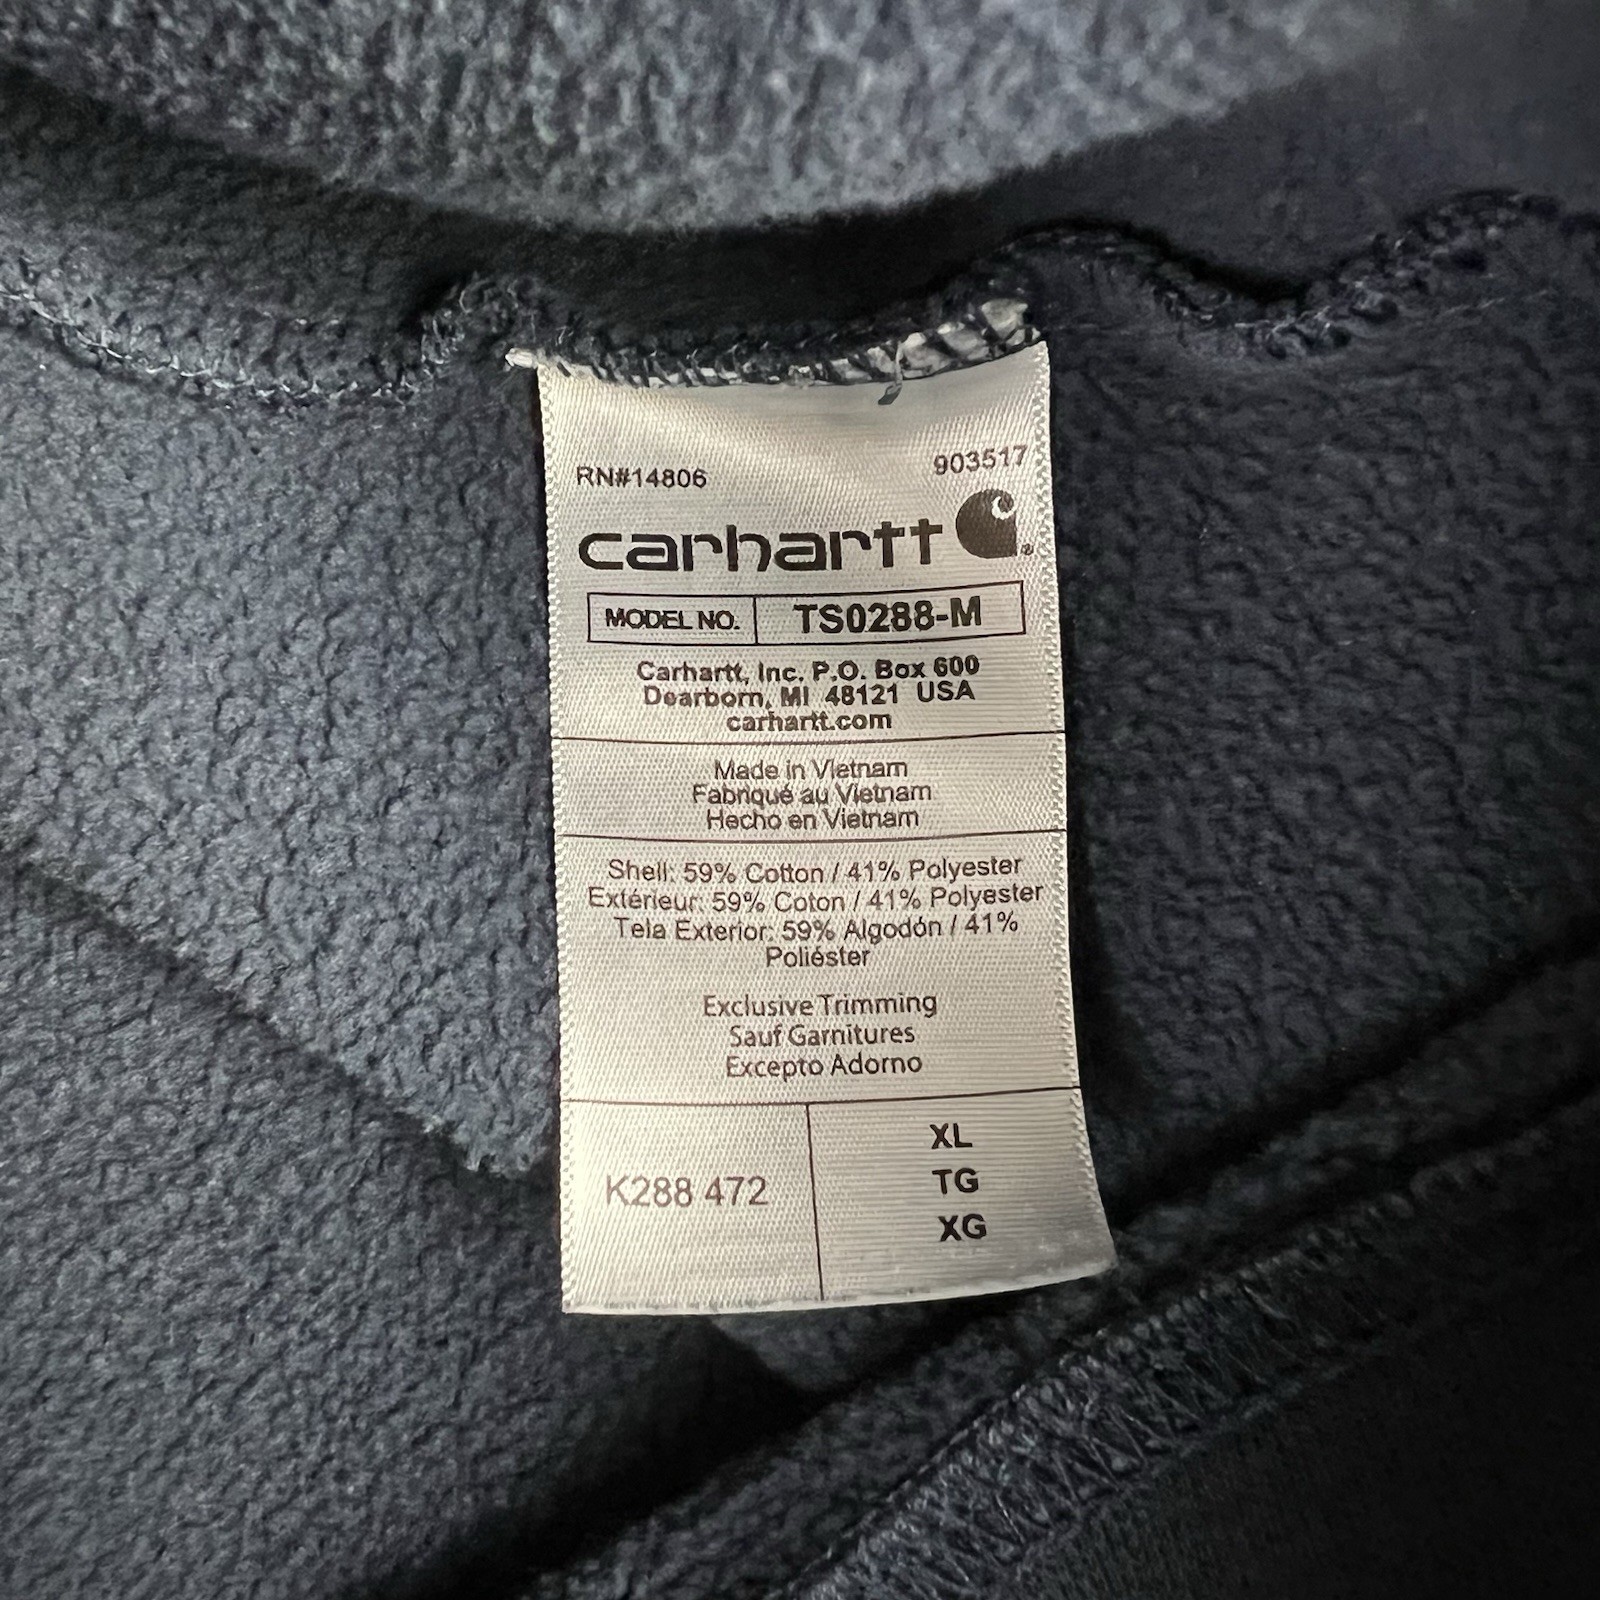 RN#14806 903517
carhartt
MODEL NO. TS0288-M
Carhartt, Inc. P.O. Box 600
Dearborn, MI 48121 USA
carhartt.com
Made in Vietnam
Fabriqué au Vietnam
Hecho en Vietnam
Shell: 59% Cotton / 41% Polyester
Extérieur: 59% Coton / 41% Polyester
Tela Exterior: 59% Algodón / 41%
Poliéster
Exclusive Trimming
Sauf Garnitures
Excepto Adorno
K288 472
XL
TG
XG